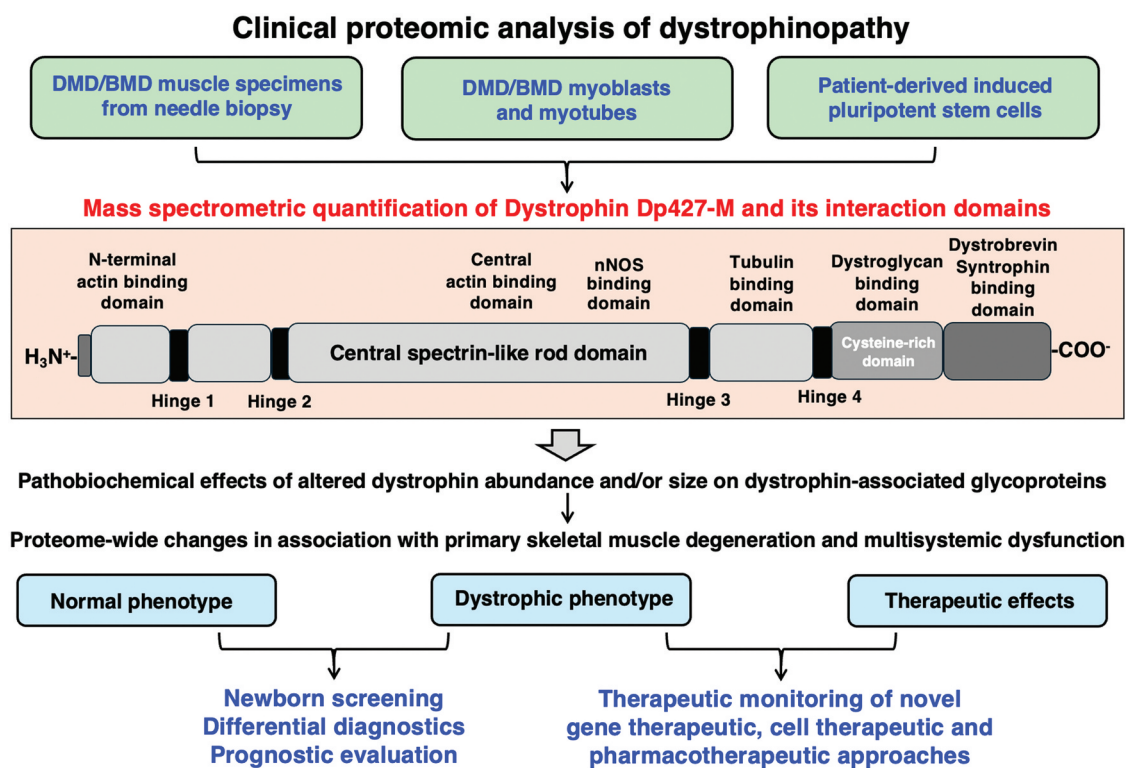 Clinical proteomic analysis of dystrophinopathy
DMD/BMD muscle specimens
from needle biopsy
DMD/BMD myoblasts
and myotubes
Patient-derived induced
pluripotent stem cells
Mass spectrometric quantification of Dystrophin Dp427-M and its interaction domains
N-terminal
actin binding
domain
Central
actin binding
domain
nNOS
binding
domain
Tubulin
binding
domain
Dystroglycan
binding
domain
Dystrobrevin
Syntrophin
binding
domain
H₃N⁺-
Central spectrin-like rod domain
Cysteine-rich
domain
-COO⁻
Hinge 1
Hinge 2
Hinge 3
Hinge 4
Pathobiochemical effects of altered dystrophin abundance and/or size on dystrophin-associated glycoproteins
Proteome-wide changes in association with primary skeletal muscle degeneration and multisystemic dysfunction
Normal phenotype
Dystrophic phenotype
Therapeutic effects
Newborn screening
Differential diagnostics
Prognostic evaluation
Therapeutic monitoring of novel
gene therapeutic, cell therapeutic and
pharmacotherapeutic approaches